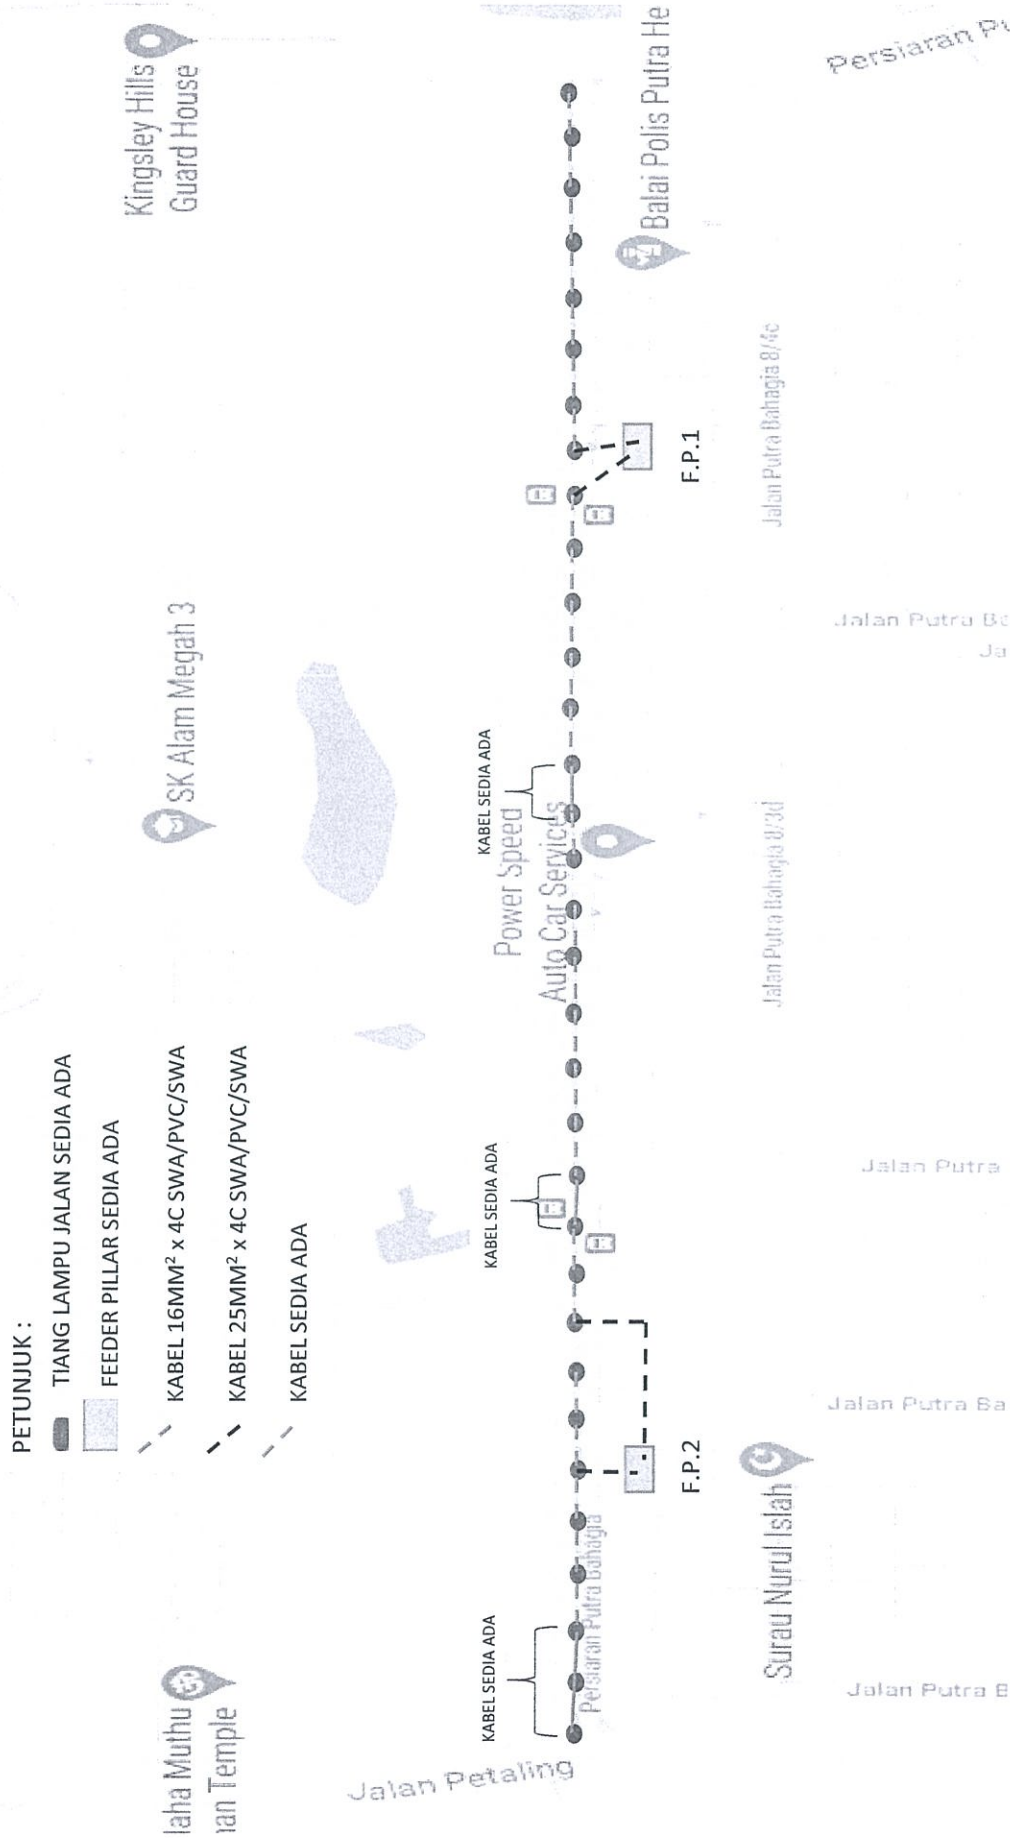 PETUNJUK :
TIANG LAMPU JALAN SEDIA ADA
FEEDER PILLAR SEDIA ADA
KABEL 16MM² x 4C SWA/PVC/SWA
KABEL 25MM² x 4C SWA/PVC/SWA
KABEL SEDIA ADA
laha Muthu
an Temple
SK Alam Megah 3
Kingsley Hills
Guard House
Jalan Petaling
KABEL SEDIA ADA
KABEL SEDIA ADA
KABEL SEDIA ADA
Power Speed
Auto Car Services
Persiaran Putra Bahagia
Balai Polis Putra He
F.P.2
F.P.1
Surau Nurul Islah
Jalan Putra Bahagia 8/3d
Jalan Putra Bahagia 8/4c
Persiaran Pu
Jalan Putra B
Jalan Putra Ba
Jalan Putra
Jalan Putra Ba
Ja